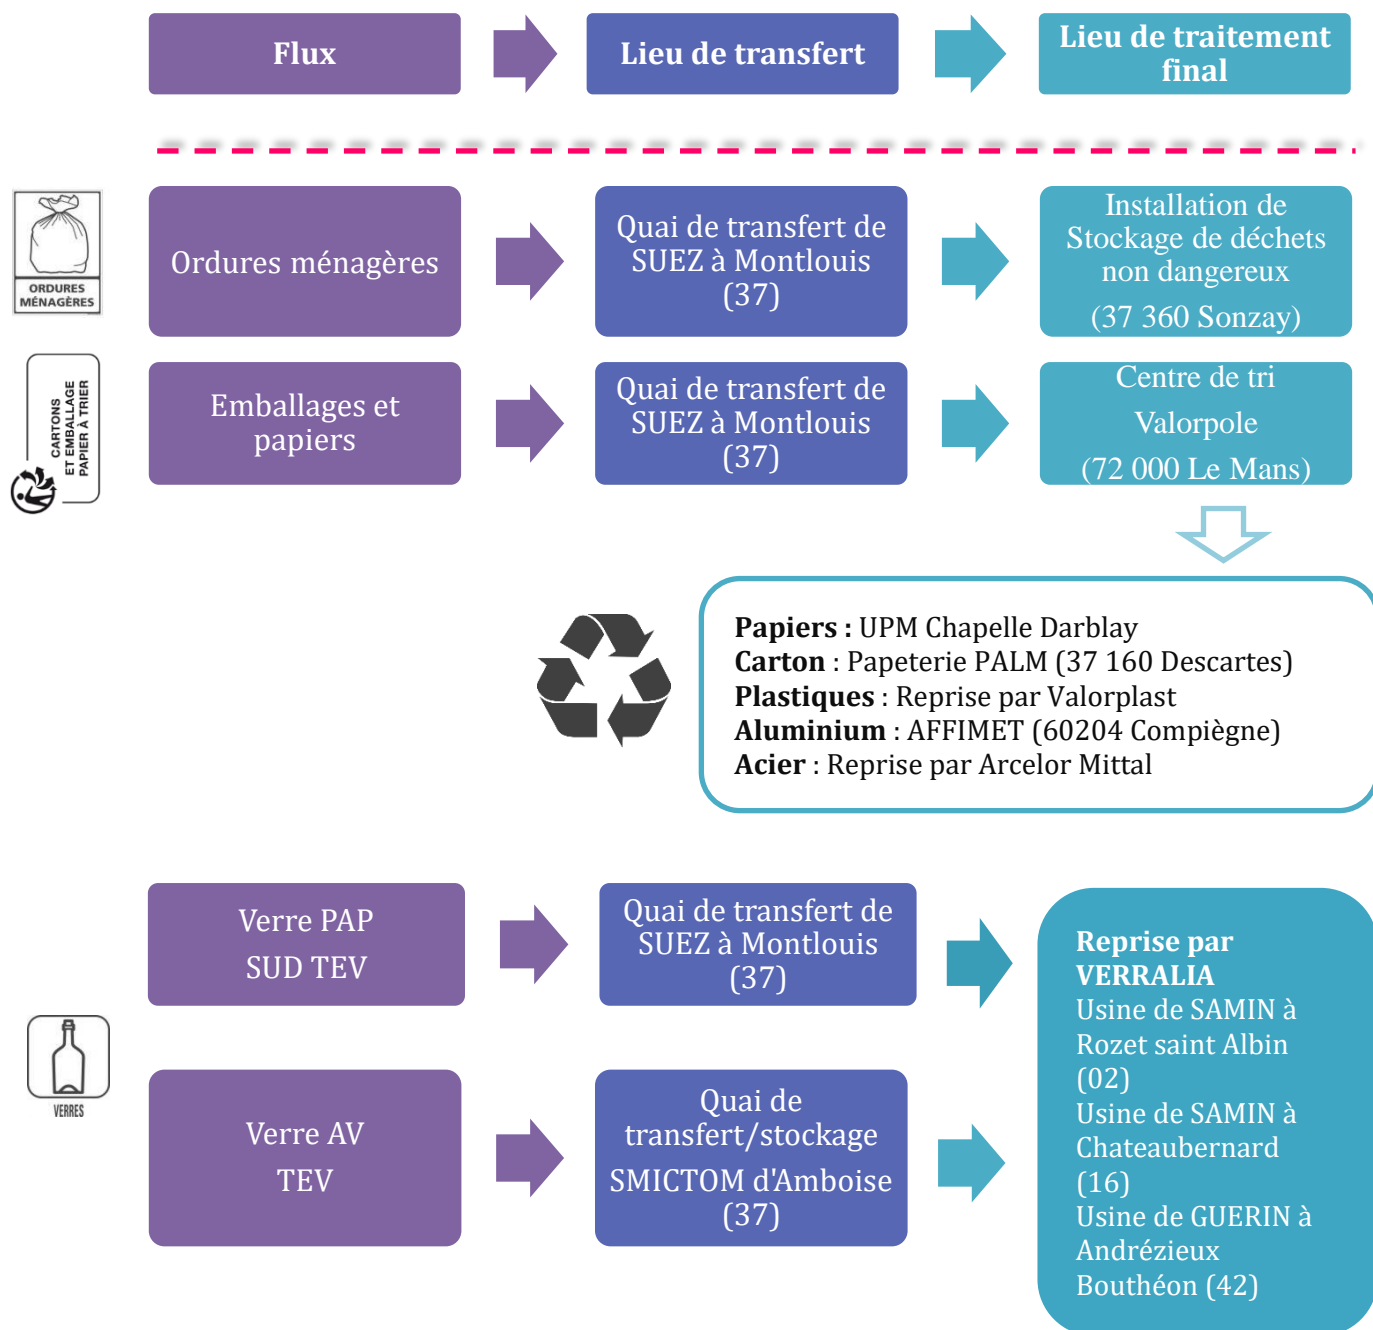 Flux
Lieu de transfert
Lieu de traitement
final
ORDURES
MÉNAGÈRES
Ordures ménagères
Quai de transfert de
SUEZ à Montlouis
(37)
Installation de
Stockage de déchets
non dangereux
(37 360 Sonzay)
CARTONS
ET EMBALLAGE
PAPIER À TRIER
Emballages et
papiers
Quai de transfert de
SUEZ à Montlouis
(37)
Centre de tri
Valorpole
(72 000 Le Mans)
Papiers : UPM Chapelle Darblay
Carton : Papeterie PALM (37 160 Descartes)
Plastiques : Reprise par Valorplast
Aluminium : AFFIMET (60204 Compiègne)
Acier : Reprise par Arcelor Mittal
Verre PAP
SUD TEV
Quai de transfert de
SUEZ à Montlouis
(37)
VERRES
Verre AV
TEV
Quai de
transfert/stockage
SMICTOM d'Amboise
(37)
Reprise par
VERRALIA
Usine de SAMIN à
Rozet saint Albin
(02)
Usine de SAMIN à
Chateaubernard
(16)
Usine de GUERIN à
Andrézieux
Bouthéon (42)